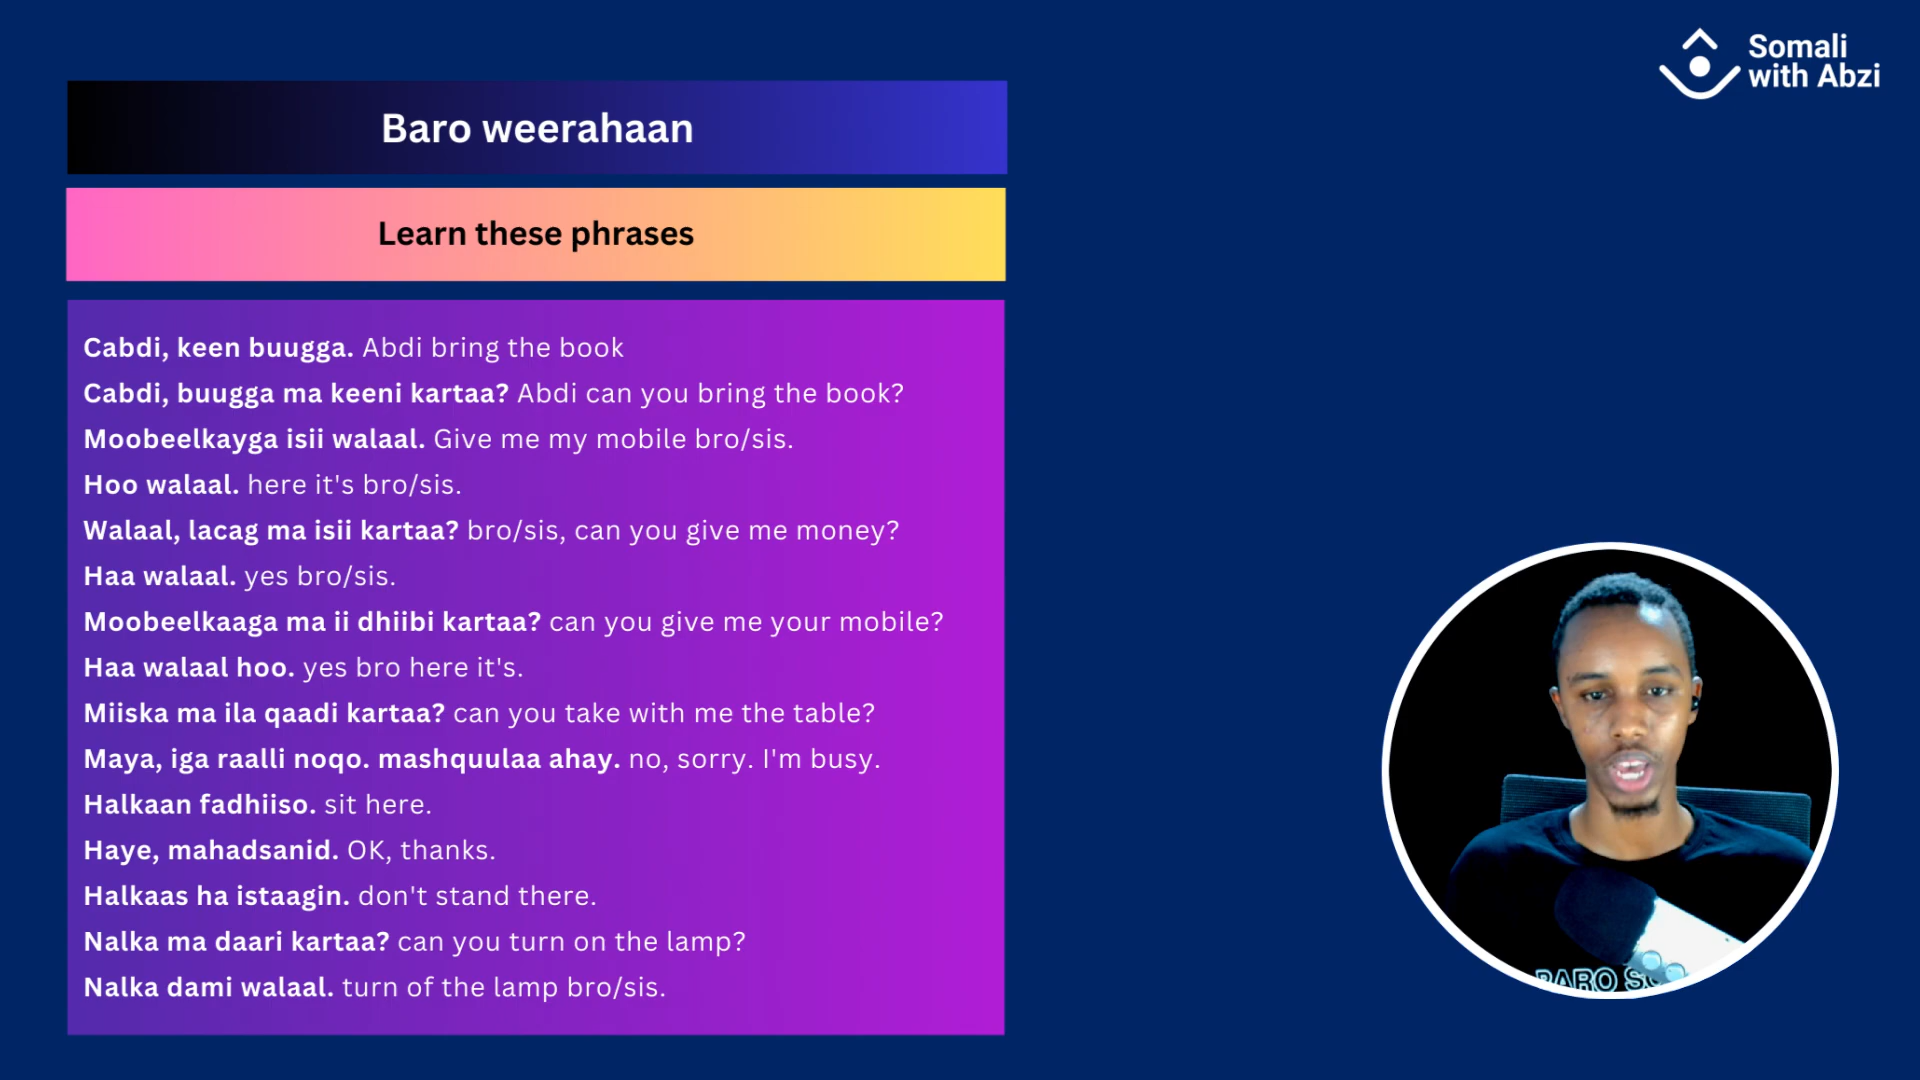 Somali
with Abzi
Baro weerahaan
Learn these phrases
Cabdi, keen buugga. Abdi bring the book
Cabdi, buugga ma keeni kartaa? Abdi can you bring the book?
Moobeelkayga isii walaal. Give me my mobile bro/sis.
Hoo walaal. here it's bro/sis.
Walaal, lacag ma isii kartaa? bro/sis, can you give me money?
Haa walaal. yes bro/sis.
Moobeelkaaga ma ii dhiibi kartaa? can you give me your mobile?
Haa walaal hoo. yes bro here it's.
Miiska ma ila qaadi kartaa? can you take with me the table?
Maya, iga raalli noqo. mashquulaa ahay. no, sorry. I'm busy.
Halkaan fadhiiso. sit here.
Haye, mahadsanid. OK, thanks.
Halkaas ha istaagin. don't stand there.
Nalka ma daari kartaa? can you turn on the lamp?
Nalka dami walaal. turn of the lamp bro/sis.
BARO